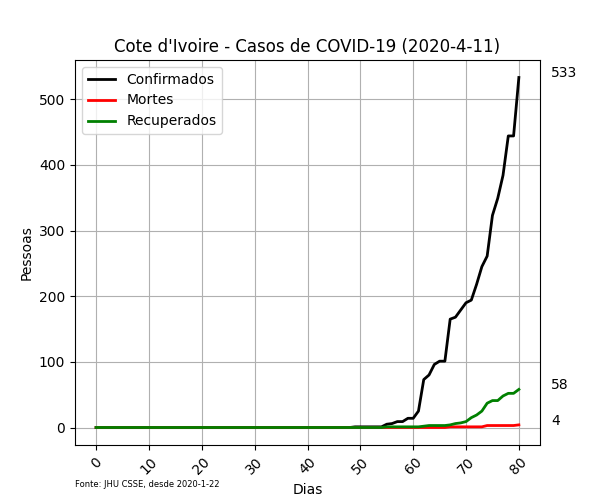 Cote d'Ivoire - Casos de COVID-19 (2020-4-11)
Confirmados
Mortes
Recuperados
533
58
4
Pessoas
500
400
300
200
100
0
0
10
20
30
40
50
60
70
80
Fonte: JHU CSSE, desde 2020-1-22
Dias